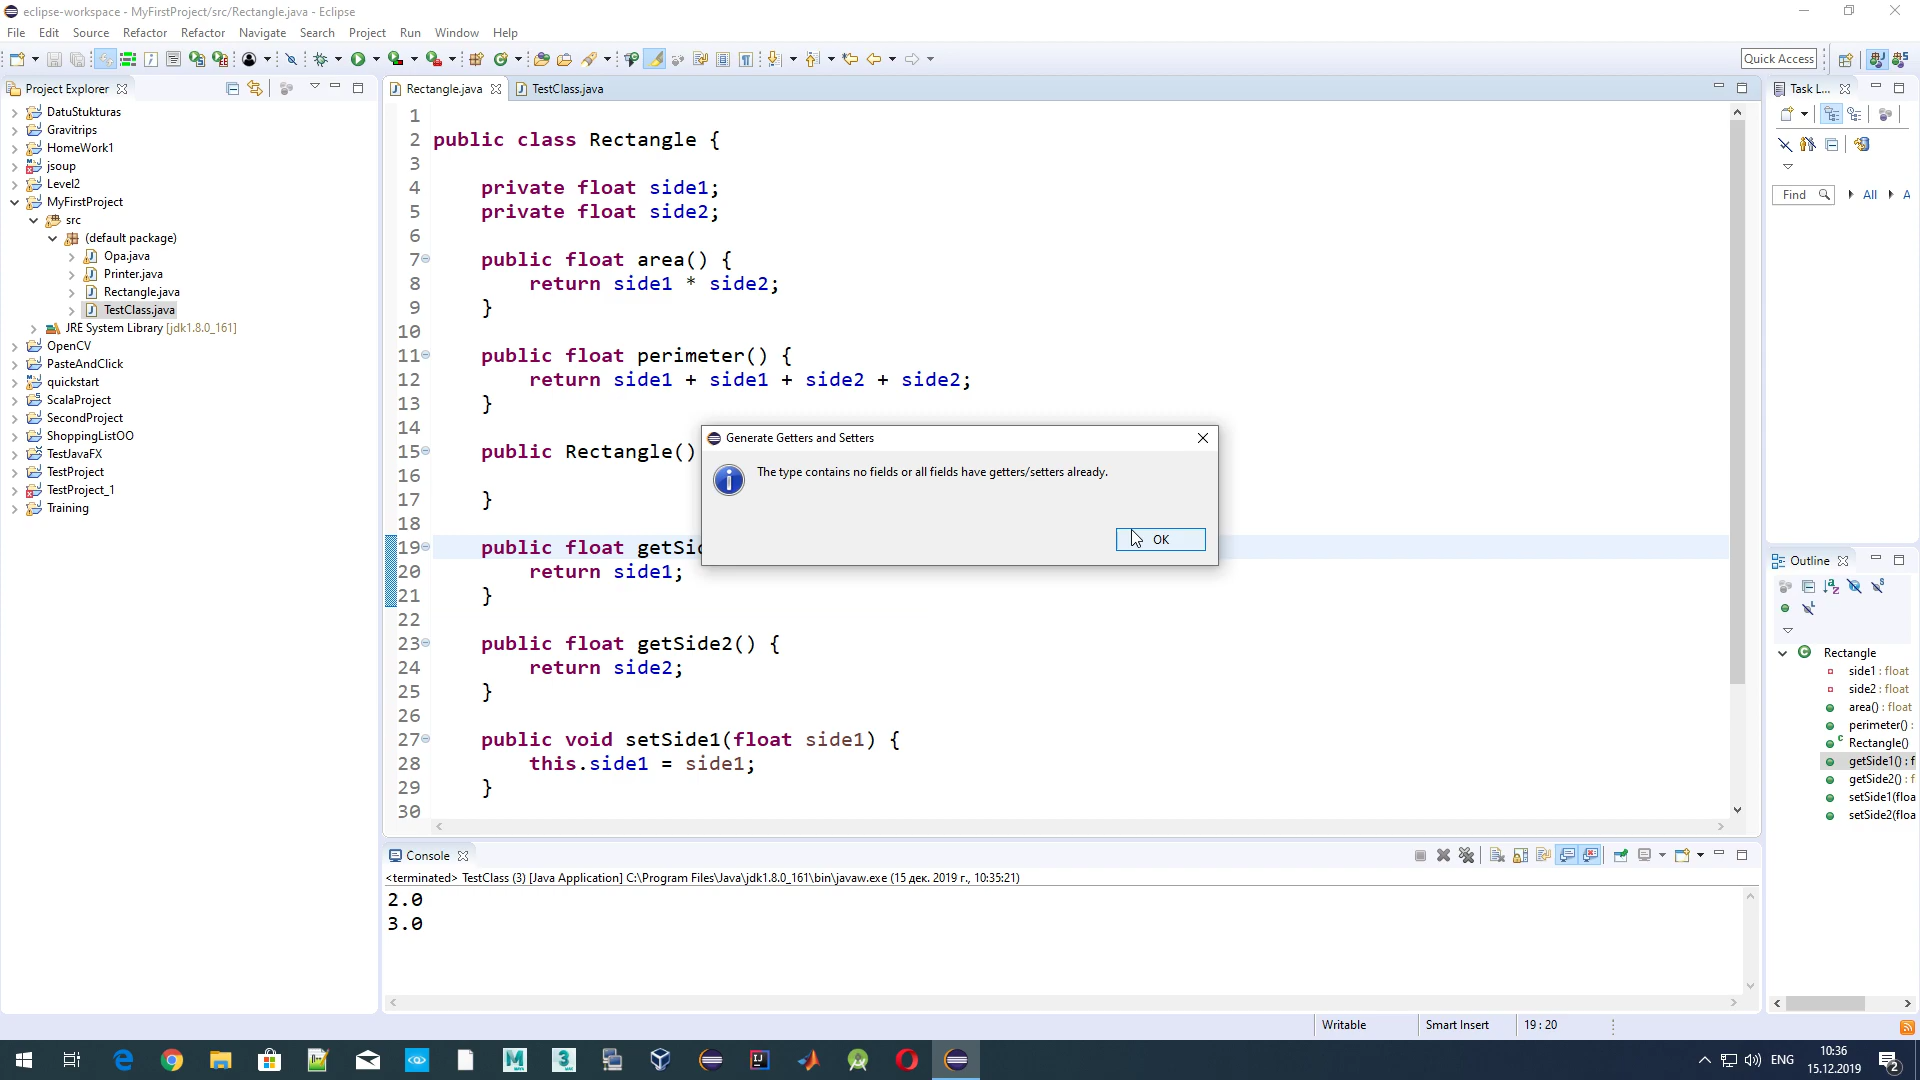 eclipse-workspace - MyFirstProject/src/Rectangle.java - Eclipse
File Edit Source Refactor Refactor Navigate Search Project Run Window Help
Quick Access
Project Explorer
DatuStukturas
Gravitrips
HomeWork1
jsoup
Level2
MyFirstProject
src
(default package)
Opa.java
Printer.java
Rectangle.java
TestClass.java
JRE System Library [jdk1.8.0_161]
OpenCV
PasteAndClick
quickstart
ScalaProject
SecondProject
ShoppingListOO
TestJavaFX
TestProject
TestProject_1
Training
Rectangle.java TestClass.java
1
2 public class Rectangle {
3
4 private float side1;
5 private float side2;
6
7 public float area() {
8 return side1 * side2;
9 }
10
11 public float perimeter() {
12 return side1 + side1 + side2 + side2;
13 }
14
15 public Rectangle()
16
17 }
18
19 public float getSid
20 return side1;
21 }
22
23 public float getSide2() {
24 return side2;
25 }
26
27 public void setSide1(float side1) {
28 this.side1 = side1;
29 }
30
Generate Getters and Setters
The type contains no fields or all fields have getters/setters already.
OK
Console
<terminated> TestClass (3) [Java Application] C:\Program Files\Java\jdk1.8.0_161\bin\javaw.exe (15 дек. 2019 г., 10:35:21)
2.0
3.0
Task L...
Find All A
Outline
Rectangle
side1 : float
side2 : float
area() : float
perimeter() :
Rectangle()
getSide1() : f
getSide2() : f
setSide1(floa
setSide2(floa
Writable Smart Insert 19 : 20
ENG
10:36
15.12.2019
2